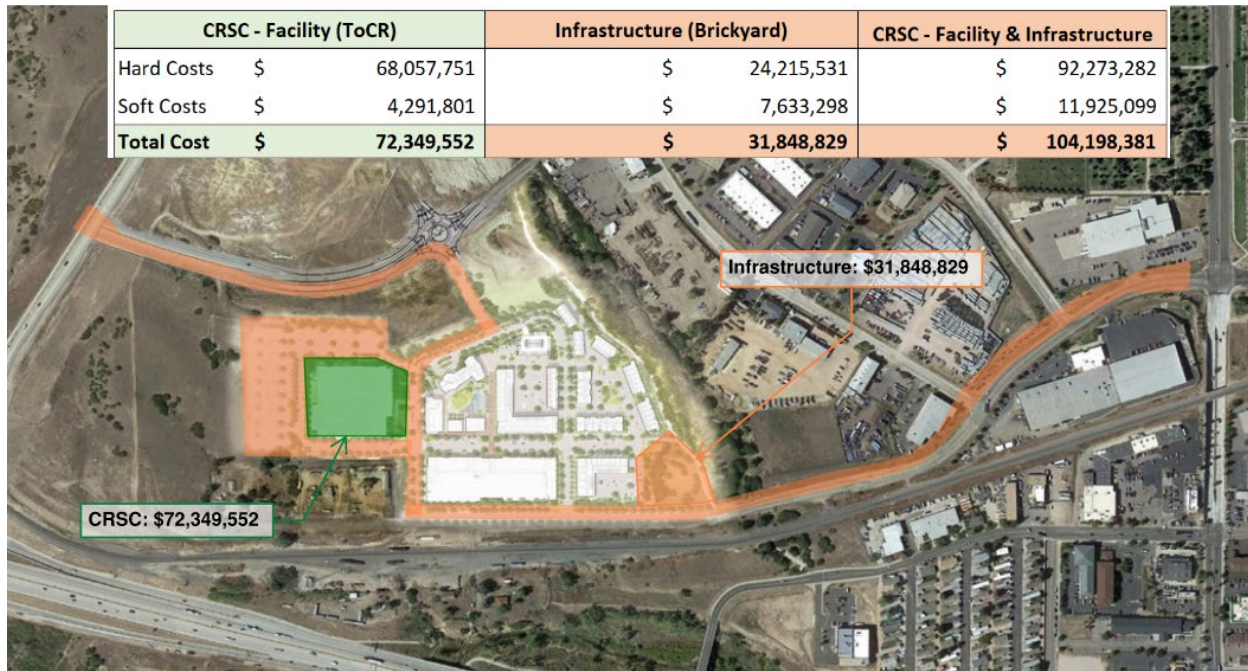 CRSC - Facility (ToCR) Infrastructure (Brickyard) CRSC - Facility & Infrastructure
Hard Costs $ 68,057,751 $ 24,215,531 $ 92,273,282
Soft Costs $ 4,291,801 $ 7,633,298 $ 11,925,099
Total Cost $ 72,349,552 $ 31,848,829 $ 104,198,381
Infrastructure: $31,848,829
CRSC: $72,349,552